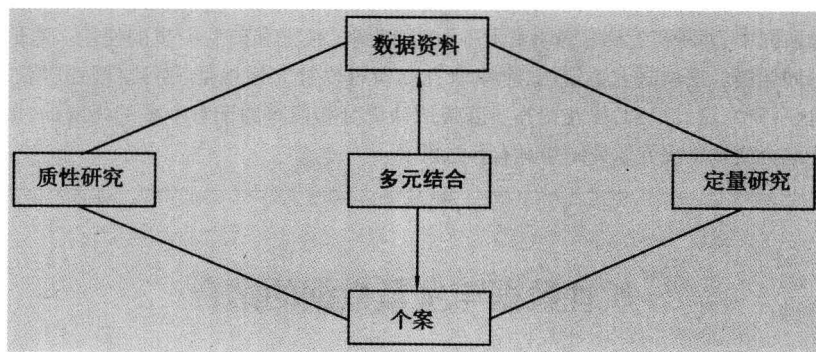 数据资料
质性研究
多元结合
定量研究
个案